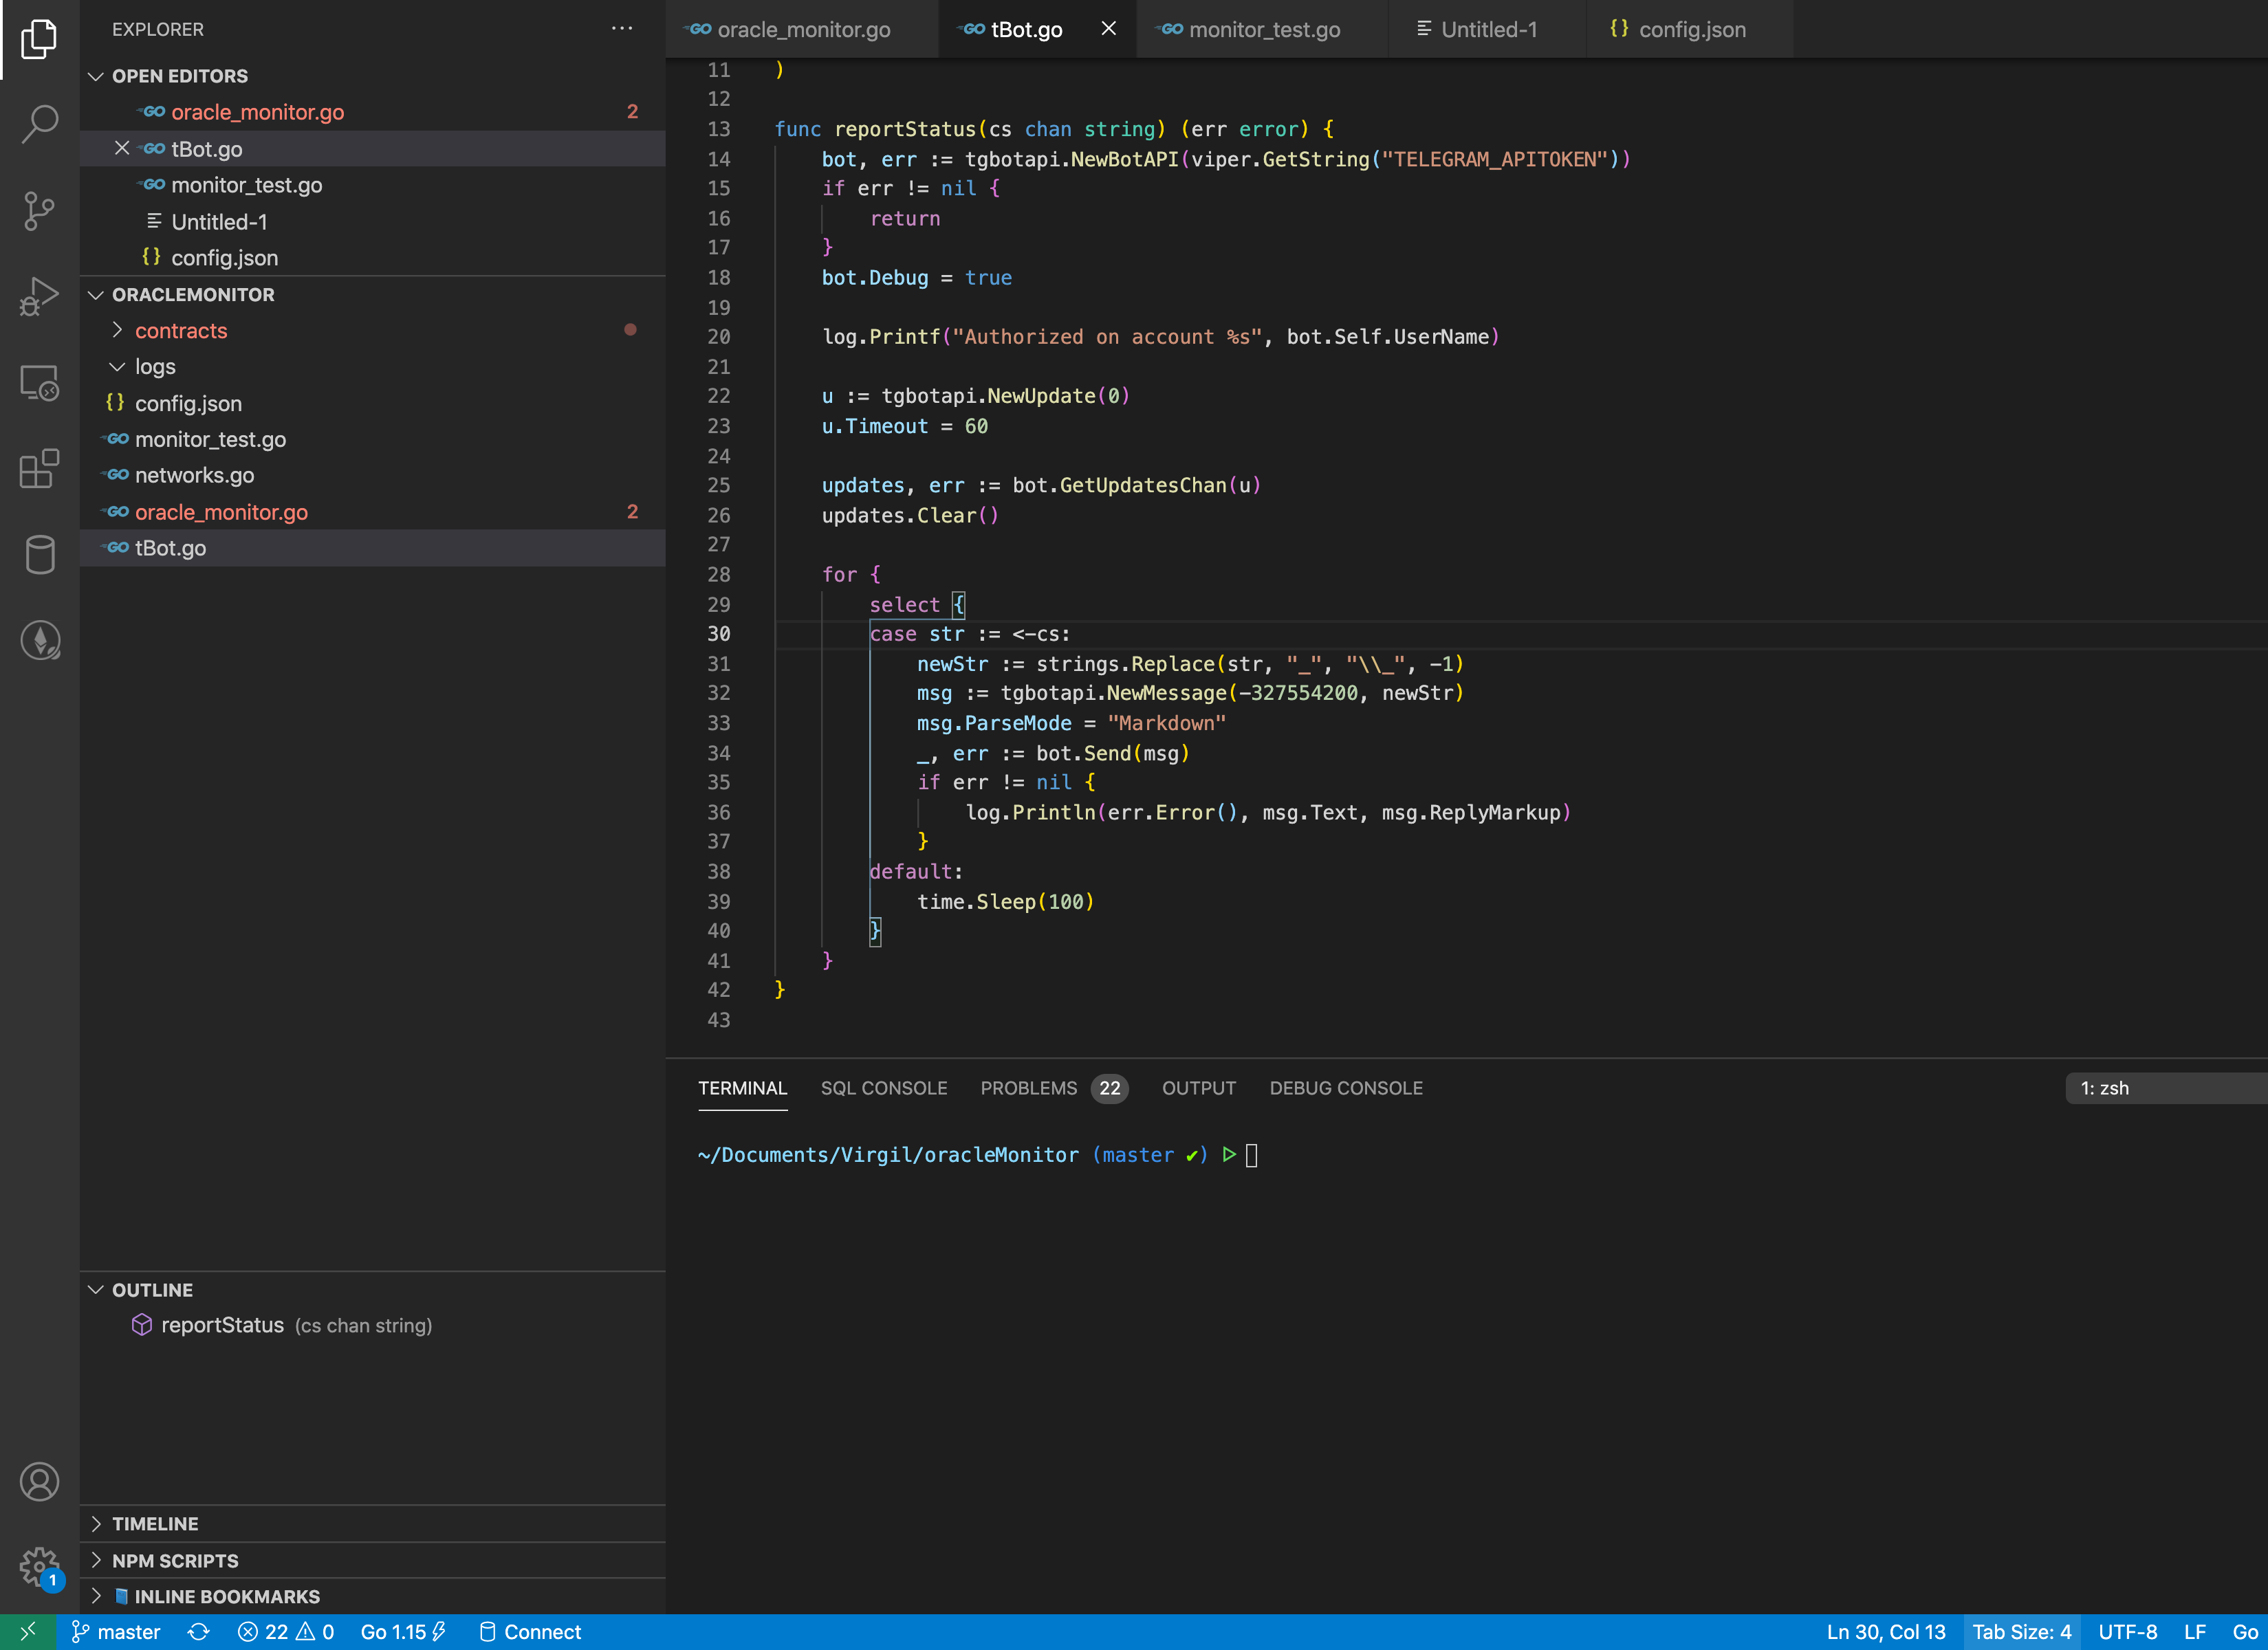 EXPLORER
OPEN EDITORS
GO oracle_monitor.go 2
GO tBot.go
GO monitor_test.go
Untitled-1
{} config.json
ORACLEMONITOR
contracts
logs
{} config.json
GO monitor_test.go
GO networks.go
GO oracle_monitor.go 2
GO tBot.go
OUTLINE
reportStatus (cs chan string)
TIMELINE
NPM SCRIPTS
INLINE BOOKMARKS
1
GO oracle_monitor.go GO tBot.go GO monitor_test.go Untitled-1 {} config.json
11 )
12
13 func reportStatus(cs chan string) (err error) {
14     bot, err := tgbotapi.NewBotAPI(viper.GetString("TELEGRAM_APITOKEN"))
15     if err != nil {
16         return
17     }
18     bot.Debug = true
19
20     log.Printf("Authorized on account %s", bot.Self.UserName)
21
22     u := tgbotapi.NewUpdate(0)
23     u.Timeout = 60
24
25     updates, err := bot.GetUpdatesChan(u)
26     updates.Clear()
27
28     for {
29         select {
30         case str := <-cs:
31             newStr := strings.Replace(str, "_", "\\_", -1)
32             msg := tgbotapi.NewMessage(-327554200, newStr)
33             msg.ParseMode = "Markdown"
34             _, err := bot.Send(msg)
35             if err != nil {
36                 log.Println(err.Error(), msg.Text, msg.ReplyMarkup)
37             }
38         default:
39             time.Sleep(100)
40         }
41     }
42 }
43
TERMINAL SQL CONSOLE PROBLEMS 22 OUTPUT DEBUG CONSOLE 1: zsh
~/Documents/Virgil/oracleMonitor (master ✔) ▷
master 22 0 Go 1.15 Connect Ln 30, Col 13 Tab Size: 4 UTF-8 LF Go